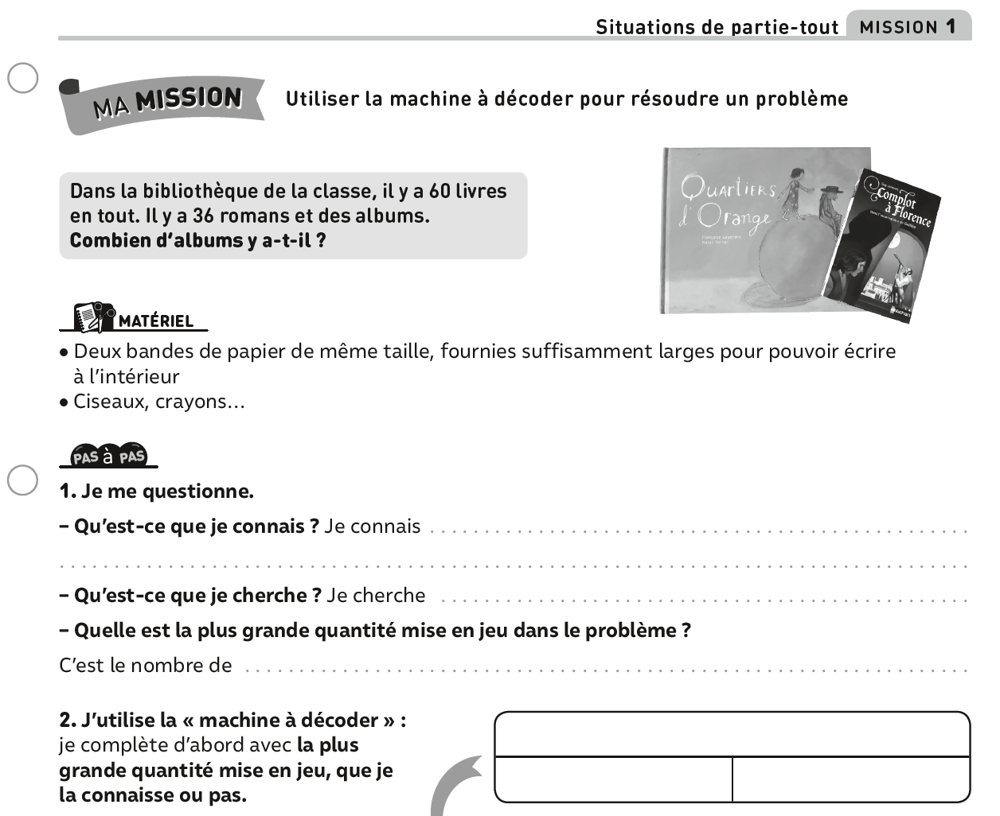 Situations de partie-tout MISSION 1
MA MISSION Utiliser la machine à décoder pour résoudre un problème
Dans la bibliothèque de la classe, il y a 60 livres
en tout. Il y a 36 romans et des albums.
Combien d'albums y a-t-il ?
Quartiers
d'Orange
Complot
à Florence
Nathan
MATÉRIEL
• Deux bandes de papier de même taille, fournies suffisamment larges pour pouvoir écrire
à l'intérieur
• Ciseaux, crayons...
PAS à PAS
1. Je me questionne.
– Qu'est-ce que je connais ? Je connais
– Qu'est-ce que je cherche ? Je cherche
– Quelle est la plus grande quantité mise en jeu dans le problème ?
C'est le nombre de
2. J'utilise la « machine à décoder » :
je complète d'abord avec la plus
grande quantité mise en jeu, que je
la connaisse ou pas.